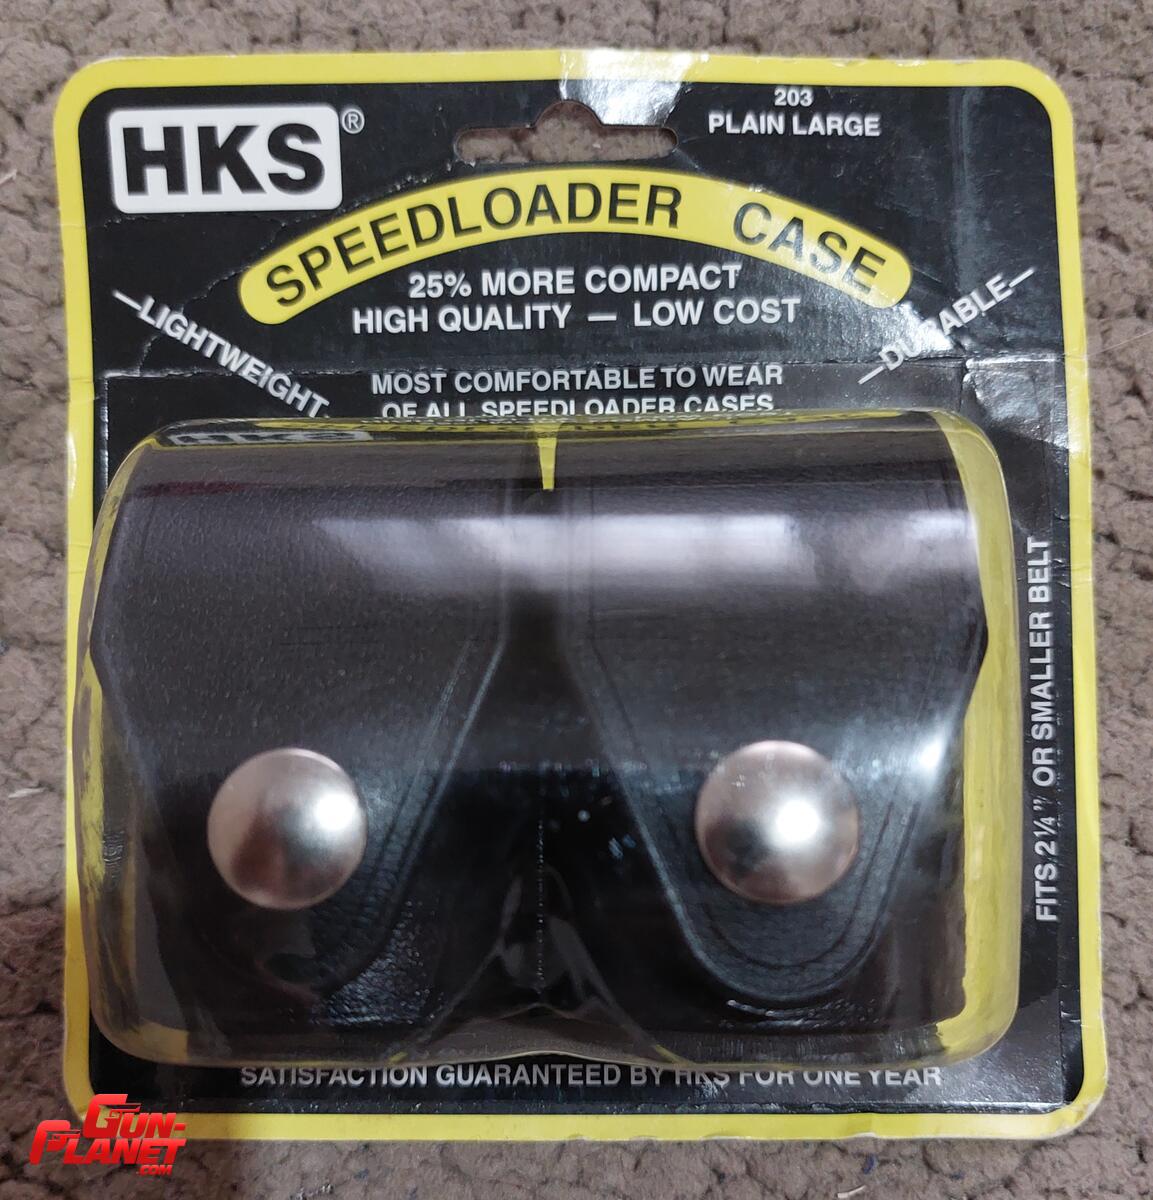 HKS®
203
PLAIN LARGE
SPEEDLOADER CASE
25% MORE COMPACT
HIGH QUALITY — LOW COST
—LIGHTWEIGHT
—DURABLE—
MOST COMFORTABLE TO WEAR
OF ALL SPEEDLOADER CASES
FITS 2¼" OR SMALLER BELT
SATISFACTION GUARANTEED BY HKS FOR ONE YEAR
GUN-
PLANET
.COM